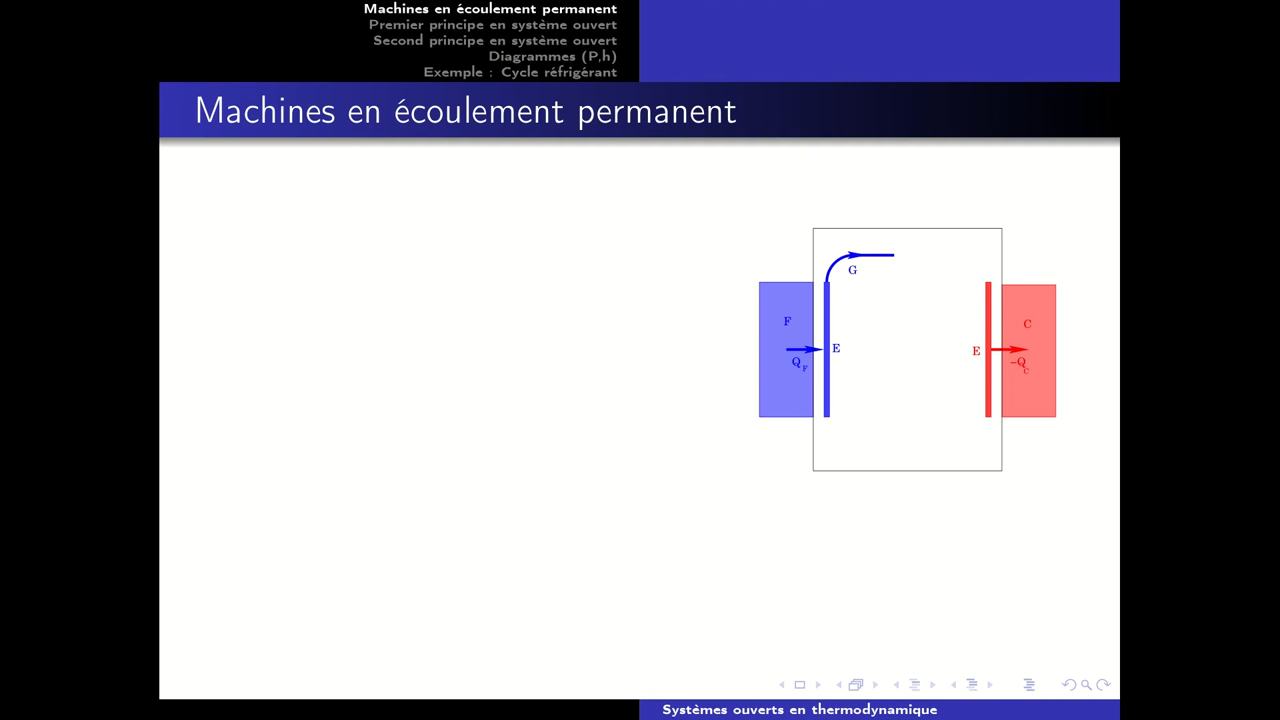 Machines en écoulement permanent
Premier principe en système ouvert
Second principe en système ouvert
Diagrammes (P,h)
Exemple : Cycle réfrigérant
Machines en écoulement permanent
G
F
C
E
E
Q_F
−Q_C
Systèmes ouverts en thermodynamique